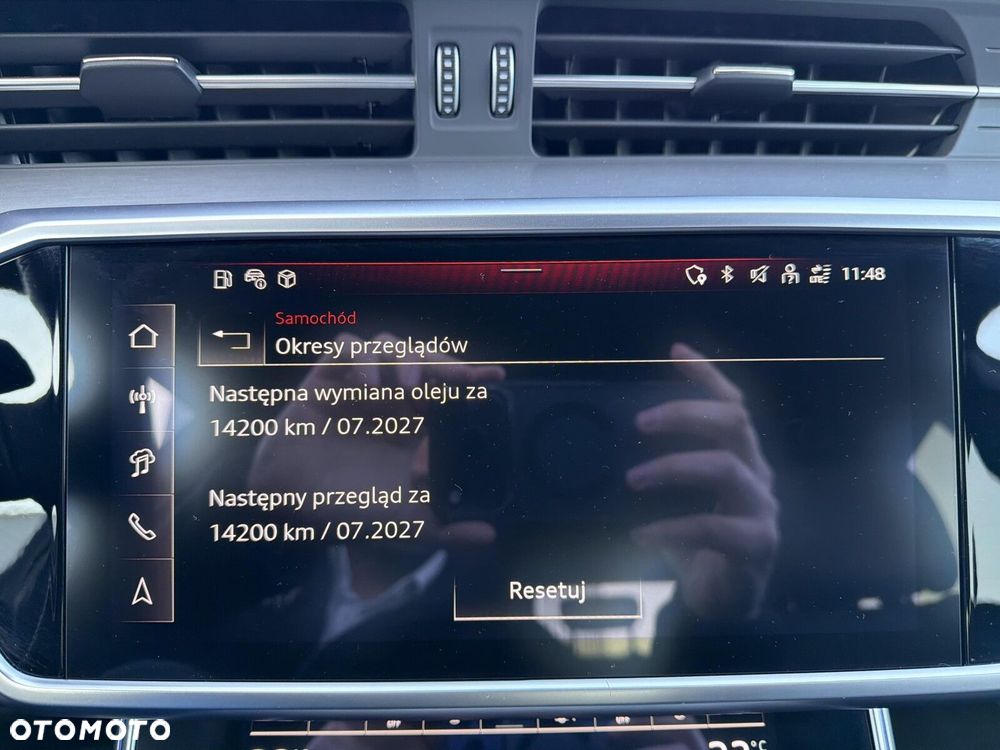 11:48
Samochód
Okresy przeglądów
Następna wymiana oleju za
14200 km / 07.2027
Następny przegląd za
14200 km / 07.2027
Resetuj
OTOMOTO